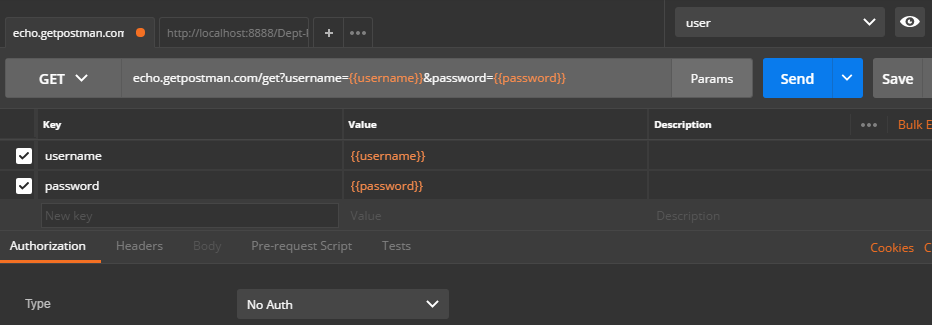 echo.getpostman.con
http://localhost:8888/Dept-
+
user
GET
echo.getpostman.com/get?username={{username}}&password={{password}}
Params
Send
Save
Key
Value
Description
Bulk E
username
{{username}}
password
{{password}}
New key
Value
Description
Authorization
Headers
Body
Pre-request Script
Tests
Cookies
C
Type
No Auth